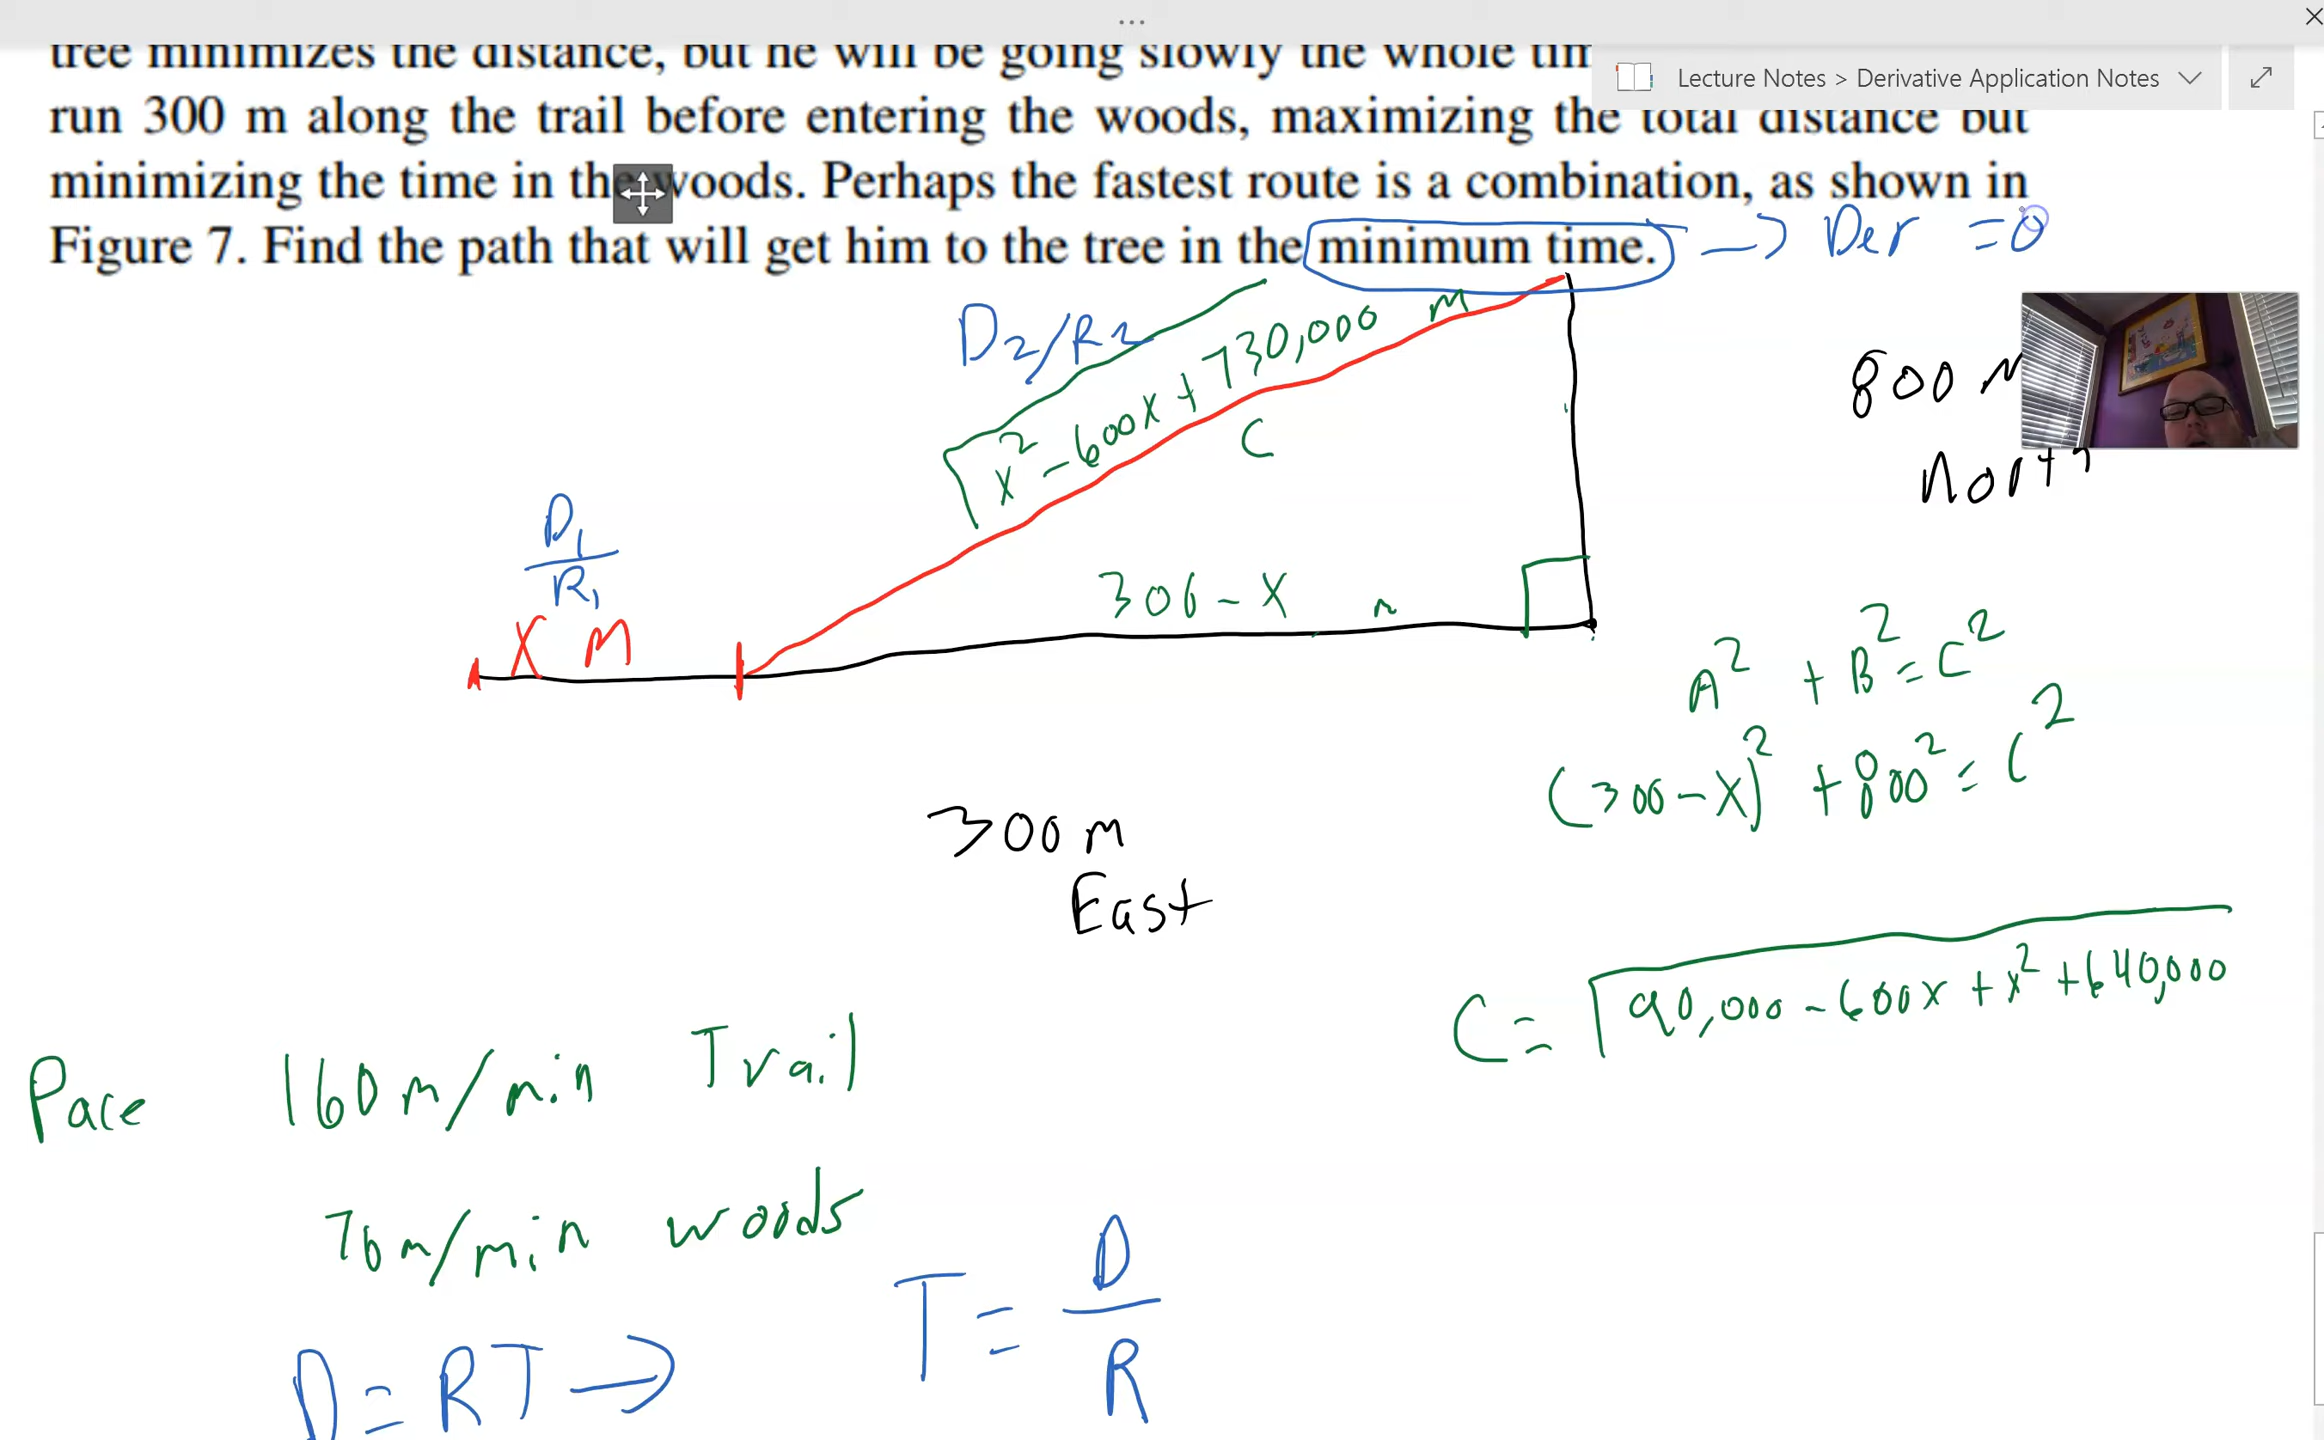 tree minimizes the distance, but he will be going slowly the whole tim
Lecture Notes > Derivative Application Notes
run 300 m along the trail before entering the woods, maximizing the total distance but
minimizing the time in the woods. Perhaps the fastest route is a combination, as shown in
Figure 7. Find the path that will get him to the tree in the minimum time. → Der = 0
D2/R2
√x² - 600x + 730,000 m
C
800 m
North
D1
R1
X M
300 - X m
A² + B² = C²
(300 - X)² + 800² = C²
300 m
East
C = √90,000 - 600x + x² + 640,000
Pace 160 m/min Trail
70 m/min woods
D = RT → T = D/R